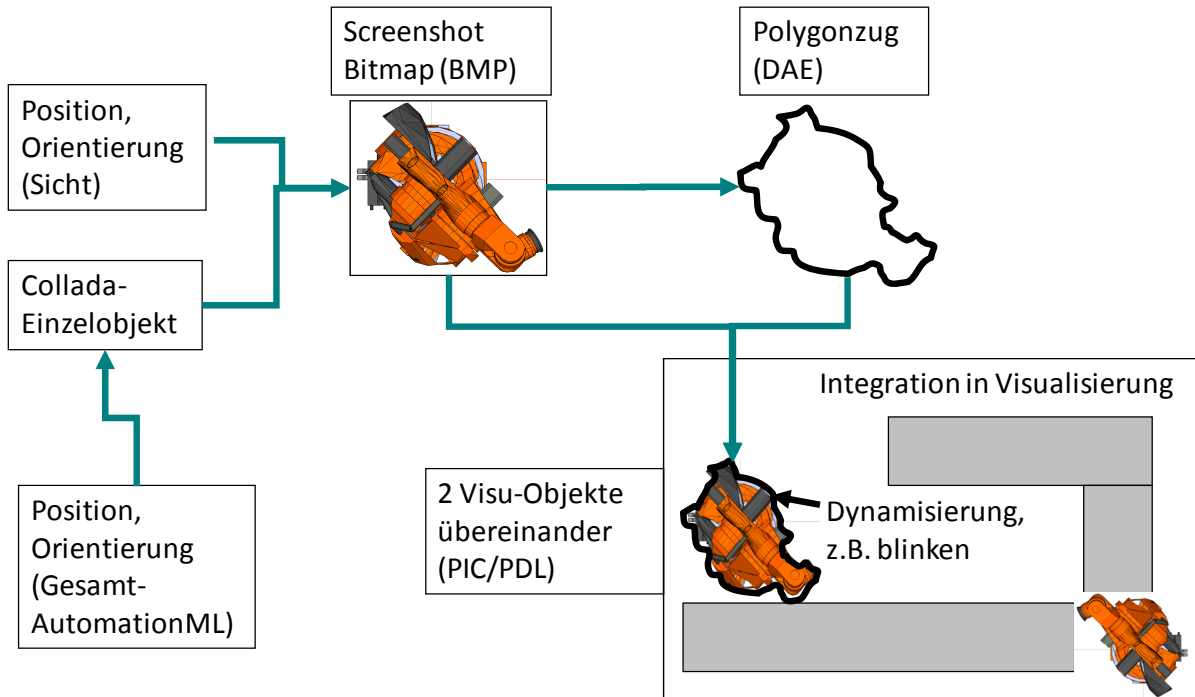 Screenshot
Bitmap (BMP)
Polygonzug
(DAE)
Position,
Orientierung
(Sicht)
Collada-
Einzelobjekt
Integration in Visualisierung
2 Visu-Objekte
übereinander
(PIC/PDL)
Dynamisierung,
z.B. blinken
Position,
Orientierung
(Gesamt-
AutomationML)